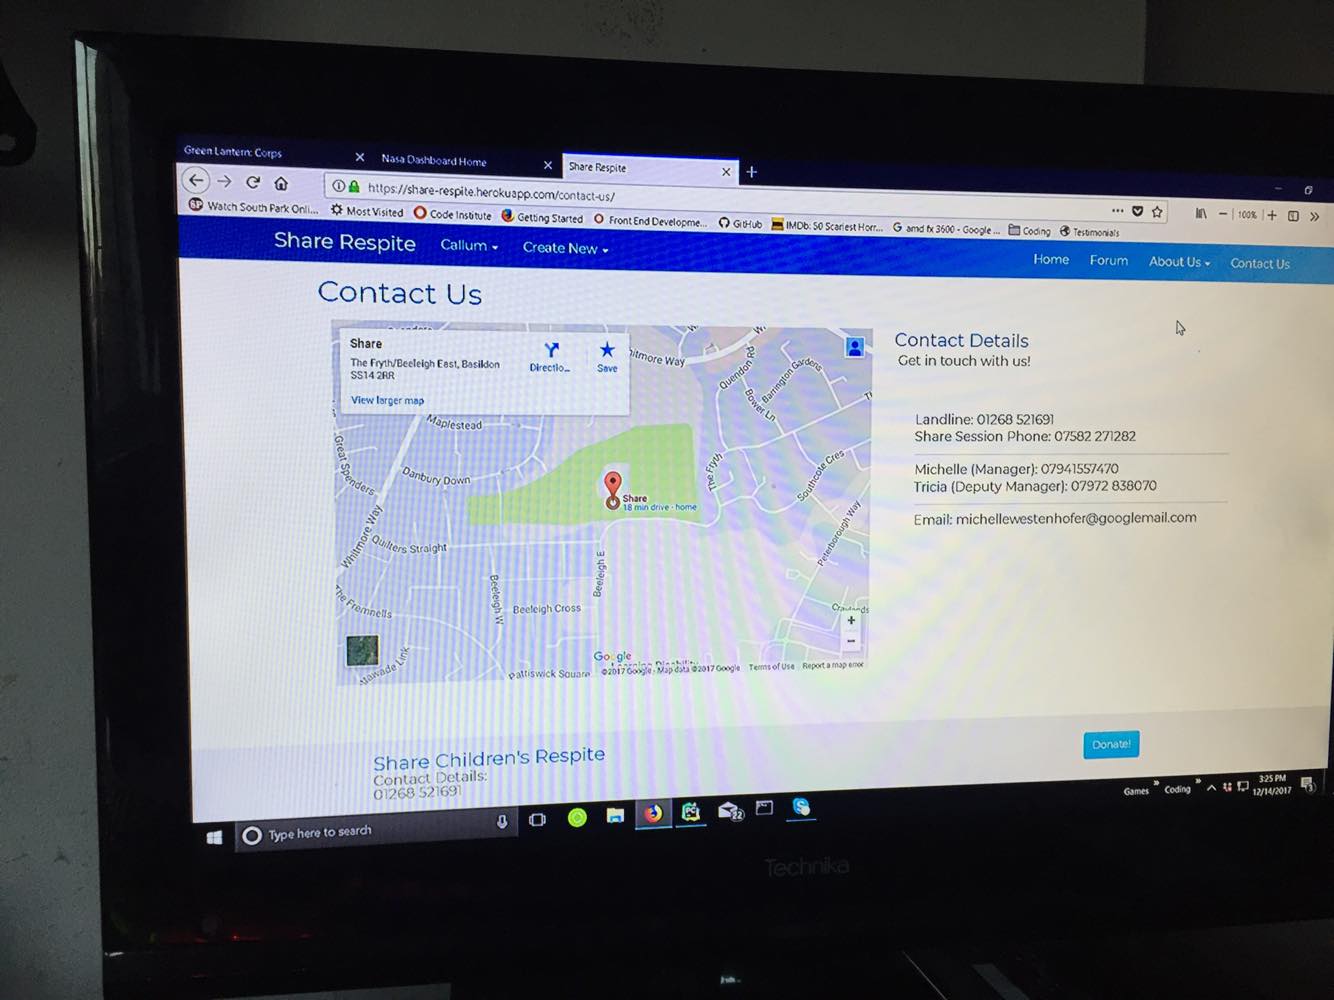 Green Lantern: Corps
Nasa Dashboard Home
Share Respite
https://share-respite.herokuapp.com/contact-us/
Watch South Park Onli...
Most Visited
Code Institute
Getting Started
Front End Developme...
GitHub
IMDb: 50 Scariest Horr...
amd fx 3600 - Google ...
Coding
Testimonials
100%
Share Respite
Callum
Create New
Home
Forum
About Us
Contact Us
Contact Us
Share
The Fryth/Beeleigh East, Basildon
SS14 2RR
Directio...
Save
View larger map
Whitmore Way
Quendon Rd
Barrington Gardens
Bower Ln
Maplestead
Great Spenders
Danbury Down
The Fryth
Southcote Cres
Share
18 min drive - home
Whitmore Way
Quilters Straight
Peterborough Way
Beeleigh E
Beeleigh W
Beeleigh Cross
The Fremnells
Mawade Link
Pattiswick Square
Google
©2017 Google - Map data ©2017 Google
Terms of Use
Report a map error
Contact Details
Get in touch with us!
Landline: 01268 521691
Share Session Phone: 07582 271282
Michelle (Manager): 07941557470
Tricia (Deputy Manager): 07972 838070
Email: michellewestenhofer@googlemail.com
Share Children's Respite
Contact Details:
01268 521691
Donate!
Type here to search
22
Games
Coding
3:25 PM
12/14/2017
3
Technika